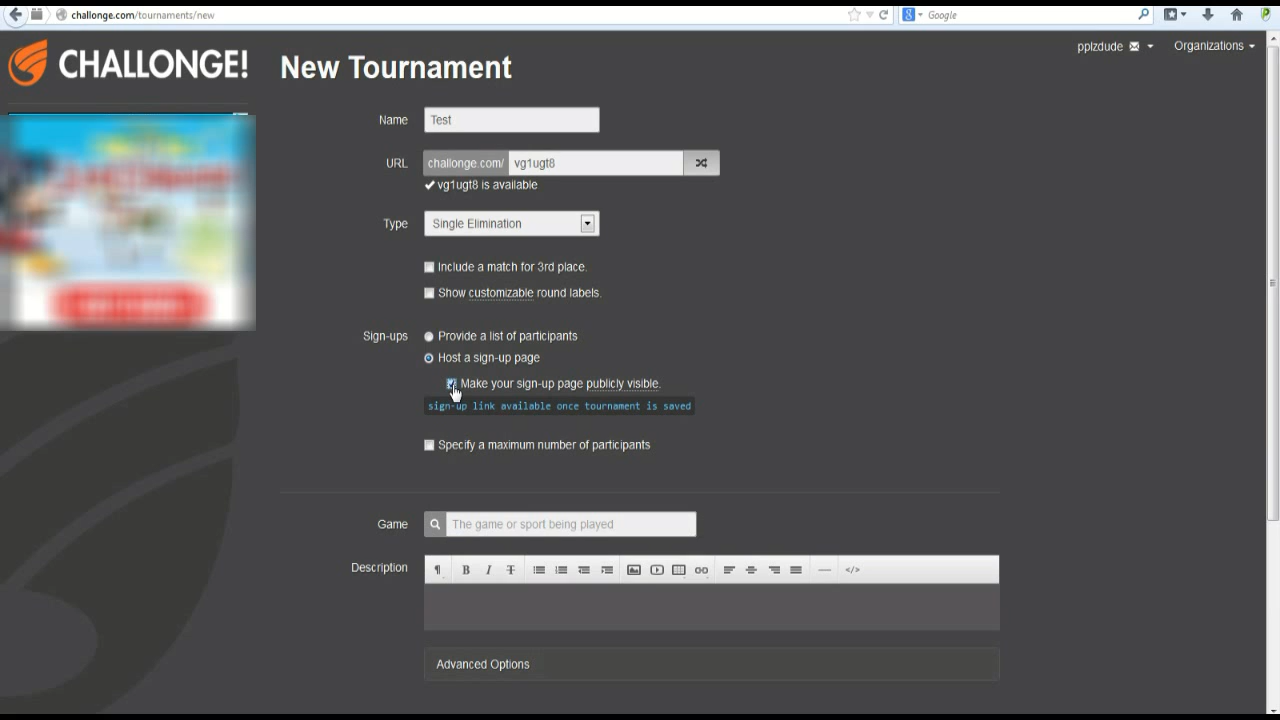 challonge.com/tournaments/new
Google
CHALLONGE!
pplzdude
Organizations
New Tournament
Name
Test
URL
challonge.com/
vg1ugt8
vg1ugt8 is available
Type
Single Elimination
Include a match for 3rd place.
Show customizable round labels.
Sign-ups
Provide a list of participants
Host a sign-up page
Make your sign-up page publicly visible.
sign-up link available once tournament is saved
Specify a maximum number of participants
Game
The game or sport being played
Description
Advanced Options